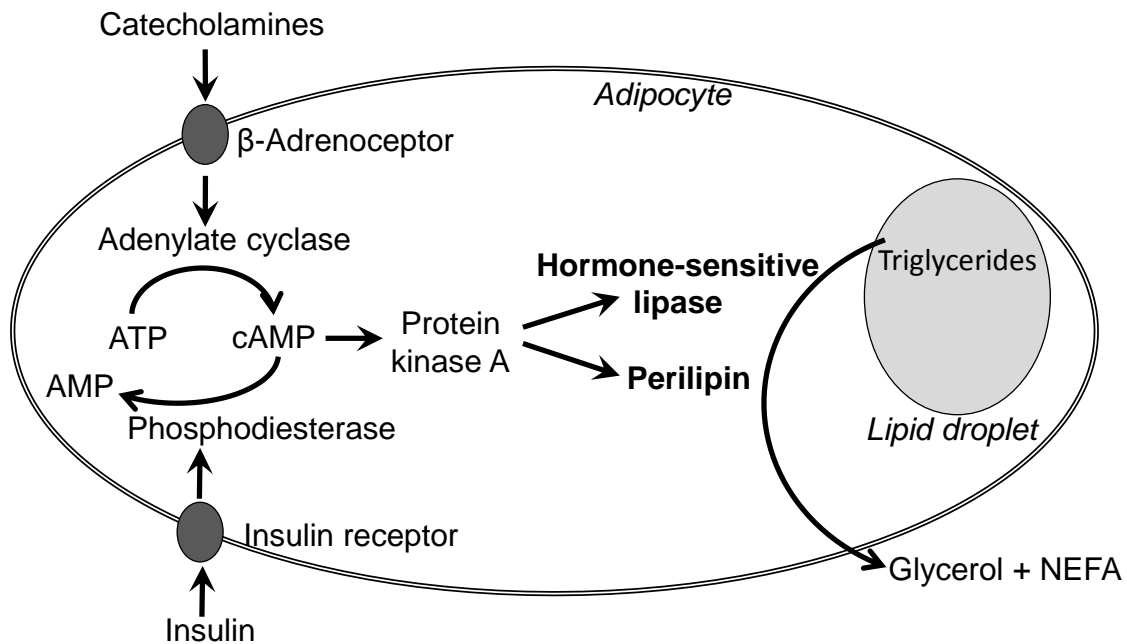 Catecholamines
Adipocyte
β-Adrenoceptor
Adenylate cyclase
Hormone-sensitive
lipase
Triglycerides
ATP
cAMP
Protein
kinase A
AMP
Perilipin
Phosphodiesterase
Lipid droplet
Insulin receptor
Glycerol + NEFA
Insulin